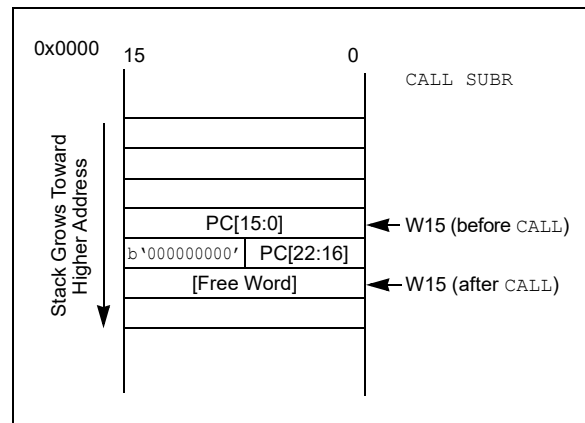 0x0000
15 0
CALL SUBR
Stack Grows Toward
Higher Address
PC[15:0]
W15 (before CALL)
b‘000000000’ PC[22:16]
[Free Word]
W15 (after CALL)